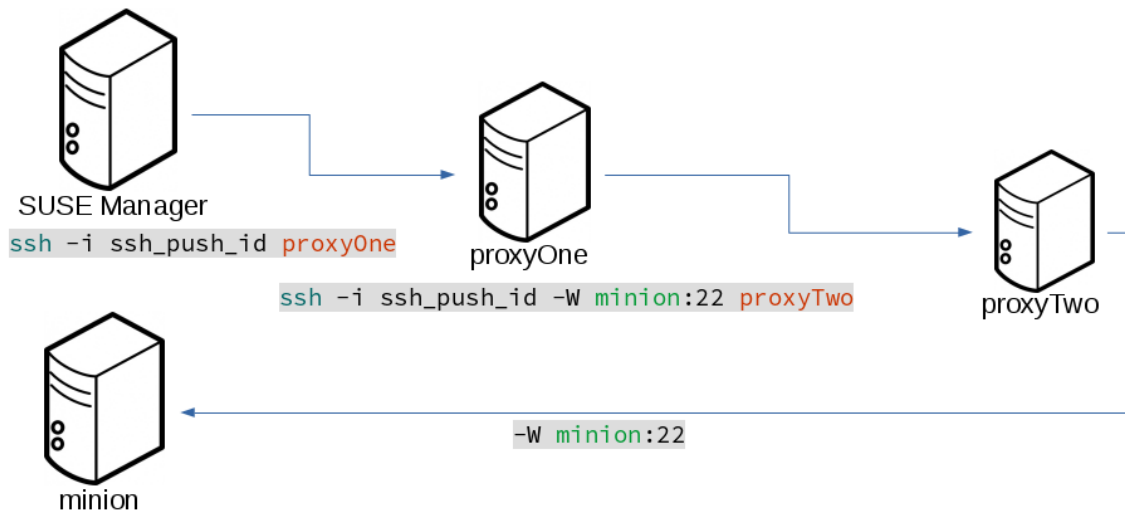 SUSE Manager
ssh -i ssh_push_id proxyOne
proxyOne
ssh -i ssh_push_id -W minion:22 proxyTwo
proxyTwo
-W minion:22
minion